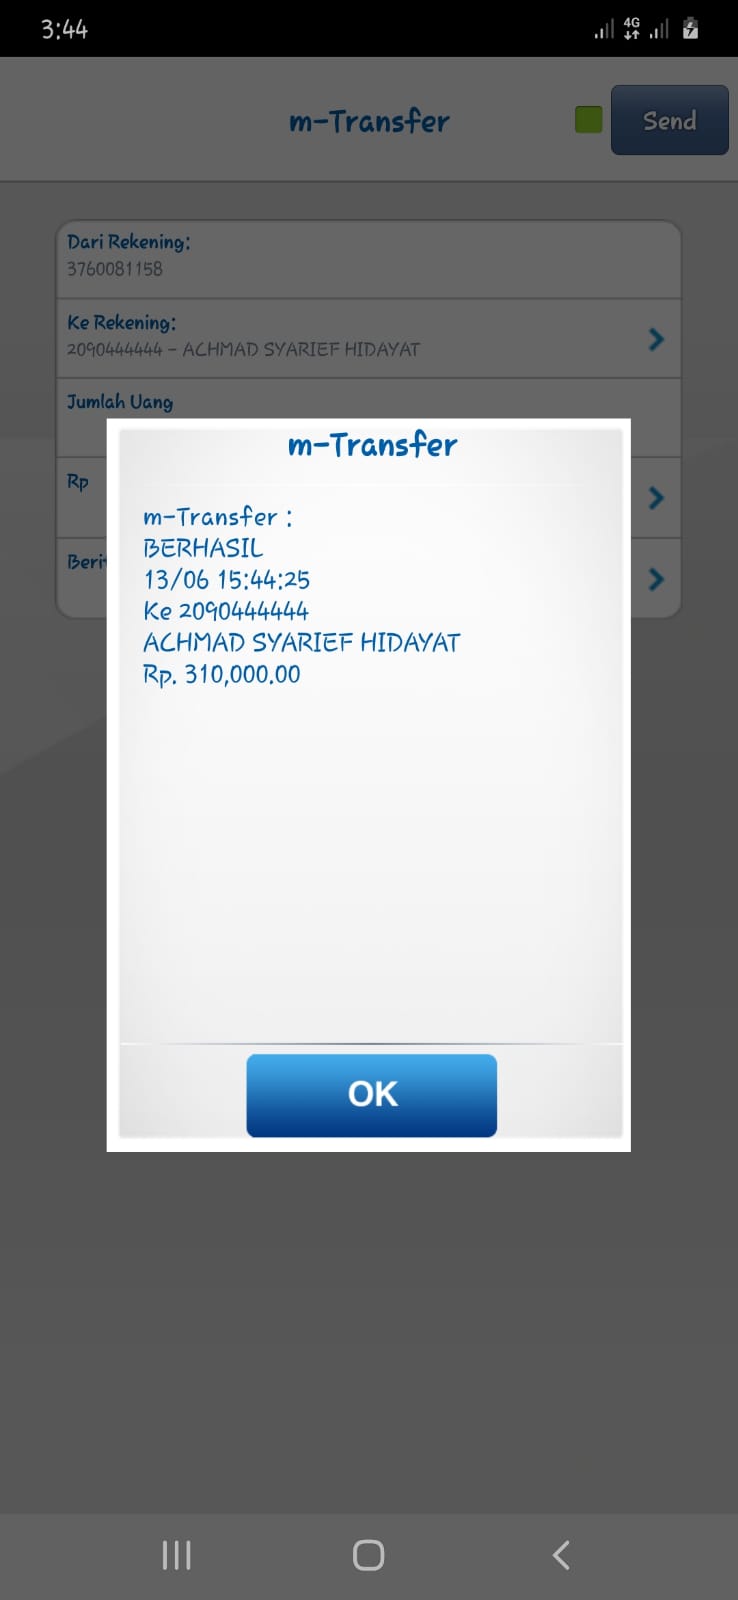 3:44
4G
m-Transfer
Send
Dari Rekening:
3760081158
Ke Rekening:
2090444444 - ACHMAD SYARIEF HIDAYAT
Jumlah Uang
Rp
m-Transfer
m-Transfer :
BERHASIL
13/06 15:44:25
Ke 2090444444
ACHMAD SYARIEF HIDAYAT
Rp. 310,000.00
OK